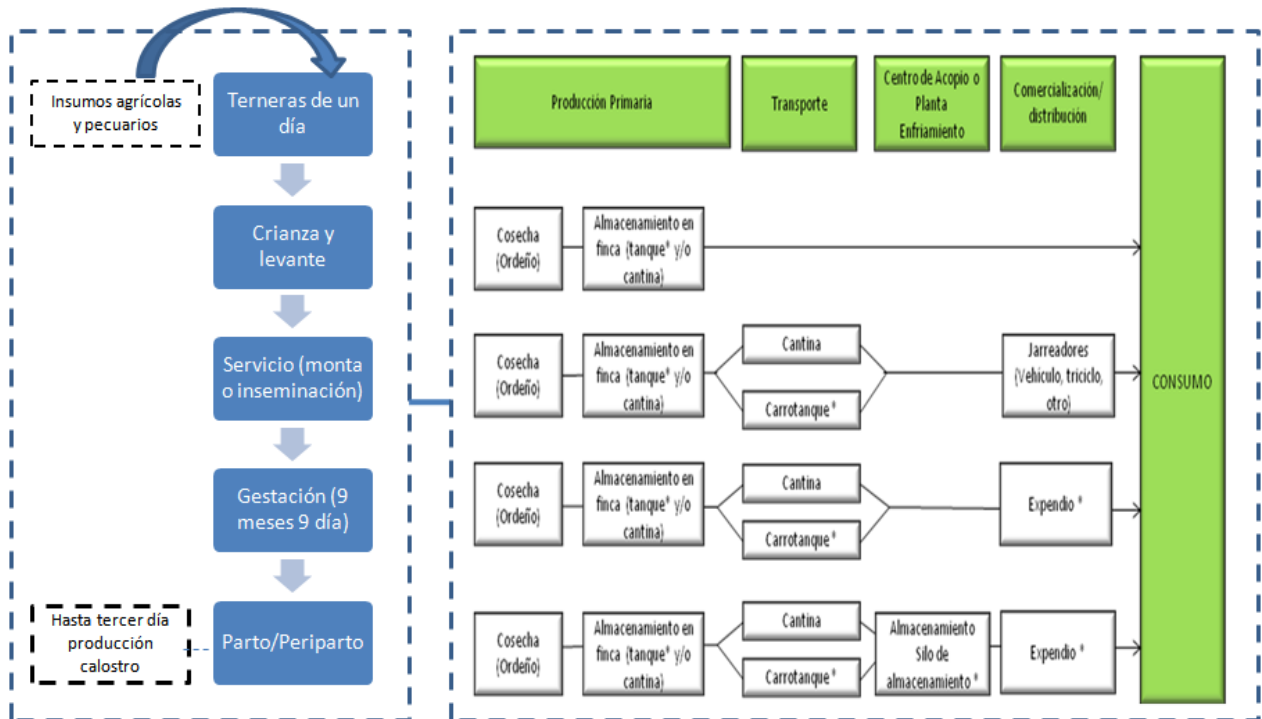 Insumos agrícolas
y pecuarios
Terneras de un
día
Crianza y
levante
Servicio (monta
o inseminación)
Gestación (9
meses 9 día)
Hasta tercer día
producción
calostro
Parto/Periparto
Producción Primaria
Transporte
Centro de Acopio o
Planta
Enfriamiento
Comercialización/
distribución
Cosecha
(Ordeño)
Almacenamiento en
finca (tanque* y/o
cantina)
Cosecha
(Ordeño)
Almacenamiento en
finca (tanque* y/o
cantina)
Cantina
Carrotanque *
Jarreadores
(Vehículo, triciclo,
otro)
Cosecha
(Ordeño)
Almacenamiento en
finca (tanque* y/o
cantina)
Cantina
Carrotanque *
Expendio *
Cosecha
(Ordeño)
Almacenamiento en
finca (tanque* y/o
cantina)
Cantina
Carrotanque *
Almacenamiento
Silo de
almacenamiento *
Expendio *
CONSUMO